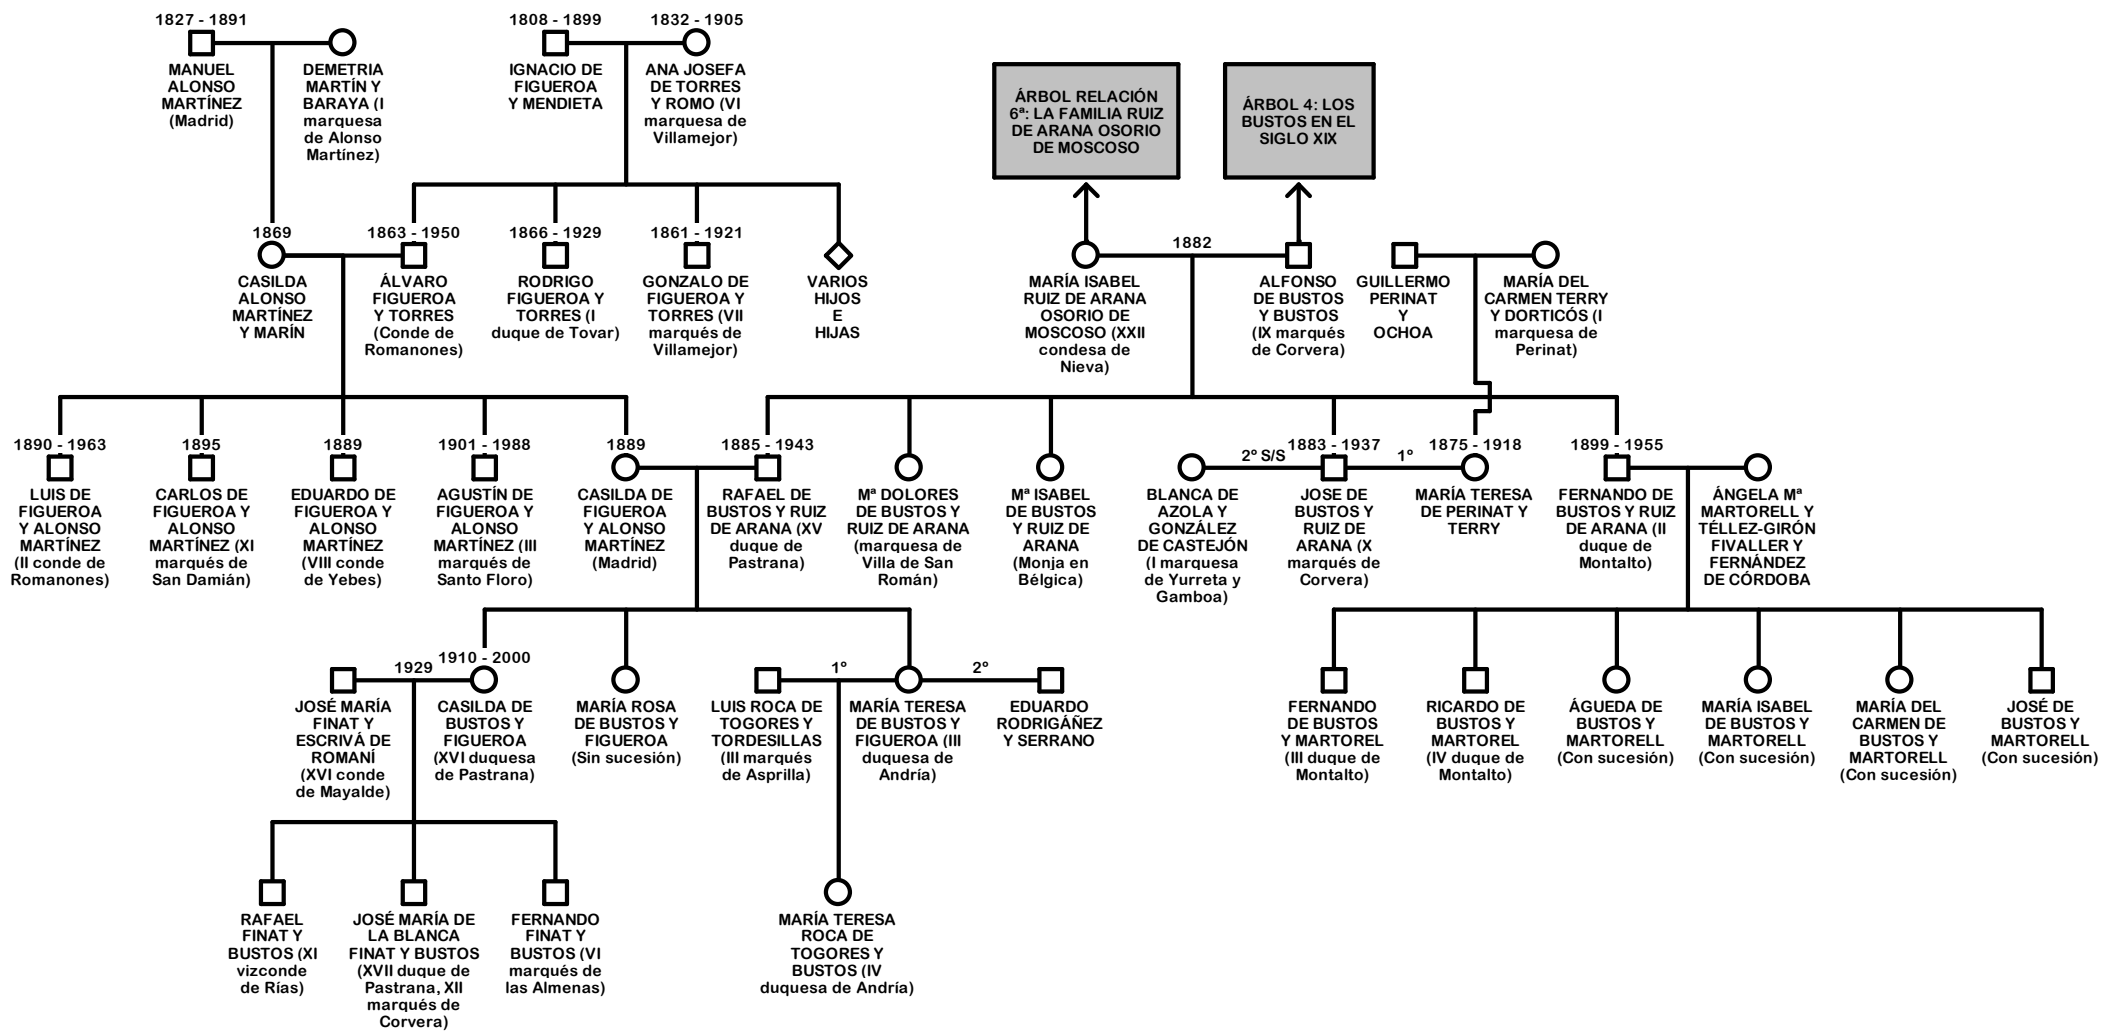 1827 - 1891
MANUEL
ALONSO
MARTÍNEZ
(Madrid)
DEMETRIA
MARTÍN Y
BARAYA (I
marquesa
de Alonso
Martínez)
1808 - 1899
IGNACIO DE
FIGUEROA
Y MENDIETA
1832 - 1905
ANA JOSEFA
DE TORRES
Y ROMO (VI
marquesa de
Villamejor)
ÁRBOL RELACIÓN
6ª: LA FAMILIA RUIZ
DE ARANA OSORIO
DE MOSCOSO
ÁRBOL 4: LOS
BUSTOS EN EL
SIGLO XIX
1869
CASILDA
ALONSO
MARTÍNEZ
Y MARÍN
1863 - 1950
ÁLVARO
FIGUEROA
Y TORRES
(Conde de
Romanones)
1866 - 1929
RODRIGO
FIGUEROA Y
TORRES (I
duque de Tovar)
1861 - 1921
GONZALO DE
FIGUEROA Y
TORRES (VII
marqués de
Villamejor)
VARIOS
HIJOS
E
HIJAS
MARÍA ISABEL
RUIZ DE ARANA
OSORIO DE
MOSCOSO (XXII
condesa de
Nieva)
1882
ALFONSO
DE BUSTOS
Y BUSTOS
(IX marqués
de Corvera)
GUILLERMO
PERINAT
Y
OCHOA
MARÍA DEL
CARMEN TERRY
Y DORTICÓS (I
marquesa de
Perinat)
1890 - 1963
LUIS DE
FIGUEROA
Y ALONSO
MARTÍNEZ
(II conde de
Romanones)
1895
CARLOS DE
FIGUEROA Y
ALONSO
MARTÍNEZ (XI
marqués de
San Damián)
1889
EDUARDO DE
FIGUEROA Y
ALONSO
MARTÍNEZ
(VIII conde
de Yebes)
1901 - 1988
AGUSTÍN DE
FIGUEROA Y
ALONSO
MARTÍNEZ (III
marqués de
Santo Floro)
1889
CASILDA DE
FIGUEROA
Y ALONSO
MARTÍNEZ
(Madrid)
1885 - 1943
RAFAEL DE
BUSTOS Y RUIZ
DE ARANA (XV
duque de
Pastrana)
Mª DOLORES
DE BUSTOS Y
RUIZ DE ARANA
(marquesa de
Villa de San
Román)
Mª ISABEL
DE BUSTOS
Y RUIZ DE
ARANA
(Monja en
Bélgica)
BLANCA DE
AZOLA Y
GONZÁLEZ
DE CASTEJÓN
(I marquesa
de Yurreta y
Gamboa)
2º S/S
1883 - 1937
JOSE DE
BUSTOS Y
RUIZ DE
ARANA (X
marqués de
Corvera)
1º
1875 - 1918
MARÍA TERESA
DE PERINAT Y
TERRY
1899 - 1955
FERNANDO DE
BUSTOS Y RUIZ
DE ARANA (II
duque de
Montalto)
ÁNGELA Mª
MARTORELL Y
TÉLLEZ-GIRÓN
FIVALLER Y
FERNÁNDEZ
DE CÓRDOBA
JOSÉ MARÍA
FINAT Y
ESCRIVÁ DE
ROMANÍ
(XVI conde
de Mayalde)
1929
1910 - 2000
CASILDA DE
BUSTOS Y
FIGUEROA
(XVI duquesa
de Pastrana)
MARÍA ROSA
DE BUSTOS Y
FIGUEROA
(Sin sucesión)
LUIS ROCA DE
TOGORES Y
TORDESILLAS
(III marqués
de Asprilla)
1º
MARÍA TERESA
DE BUSTOS Y
FIGUEROA (III
duquesa de
Andría)
2º
EDUARDO
RODRIGÁÑEZ
Y SERRANO
FERNANDO
DE BUSTOS
Y MARTOREL
(III duque de
Montalto)
RICARDO DE
BUSTOS Y
MARTOREL
(IV duque de
Montalto)
ÁGUEDA DE
BUSTOS Y
MARTORELL
(Con sucesión)
MARÍA ISABEL
DE BUSTOS Y
MARTORELL
(Con sucesión)
MARÍA DEL
CARMEN DE
BUSTOS Y
MARTORELL
(Con sucesión)
JOSÉ DE
BUSTOS Y
MARTORELL
(Con sucesión)
RAFAEL
FINAT Y
BUSTOS (XI
vizconde
de Rías)
JOSÉ MARÍA DE
LA BLANCA
FINAT Y BUSTOS
(XVII duque de
Pastrana, XII
marqués de
Corvera)
FERNANDO
FINAT Y
BUSTOS (VI
marqués de
las Almenas)
MARÍA TERESA
ROCA DE
TOGORES Y
BUSTOS (IV
duquesa de Andría)